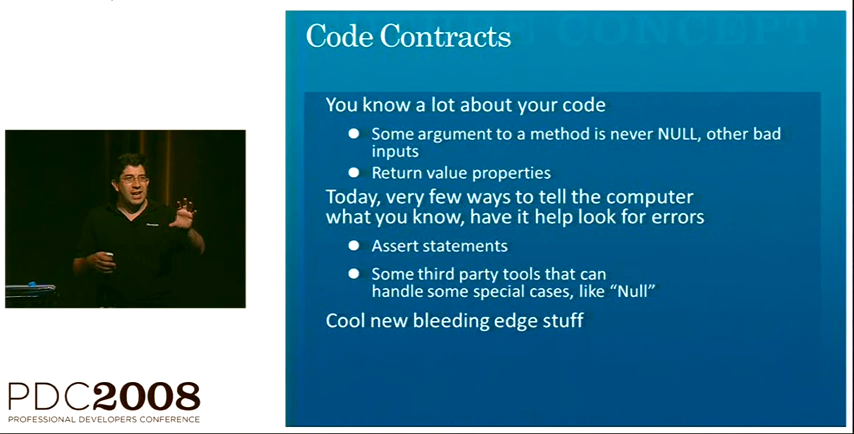 Code Contracts
You know a lot about your code
Some argument to a method is never NULL, other bad
inputs
Return value properties
Today, very few ways to tell the computer
what you know, have it help look for errors
Assert statements
Some third party tools that can
handle some special cases, like “Null”
Cool new bleeding edge stuff
PDC2008
PROFESSIONAL DEVELOPERS CONFERENCE